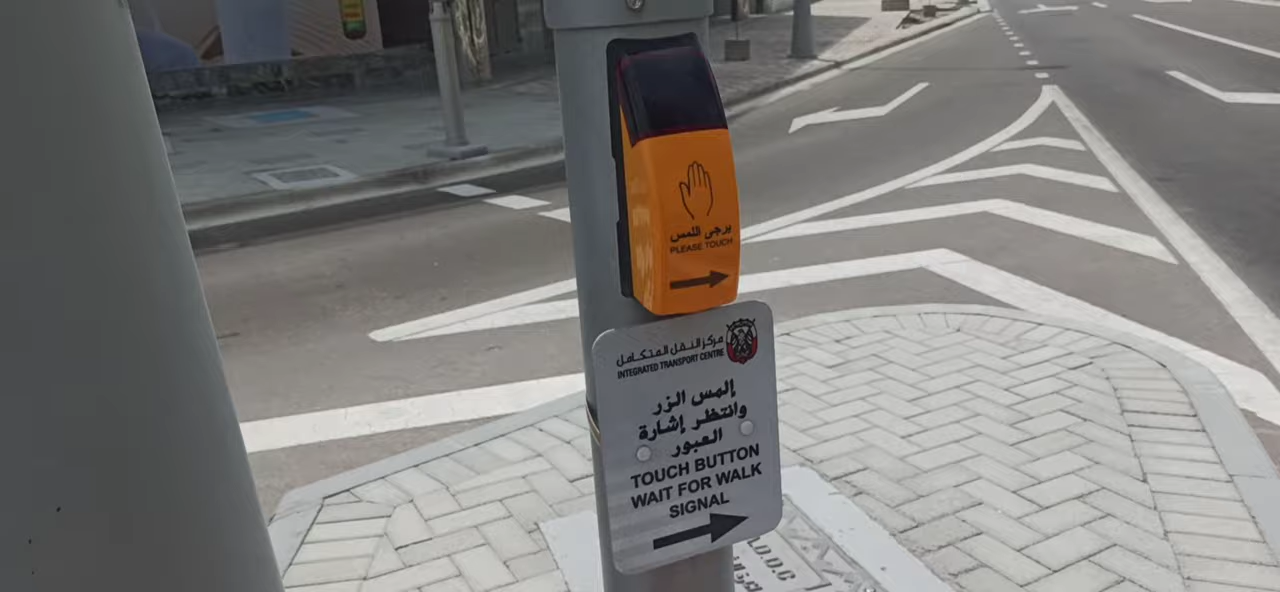 يرجى اللمس
PLEASE TOUCH
مركز النقل المتكامل
INTEGRATED TRANSPORT CENTRE
إلمس الزر
وانتظر إشارة
العبور
TOUCH BUTTON
WAIT FOR WALK
SIGNAL